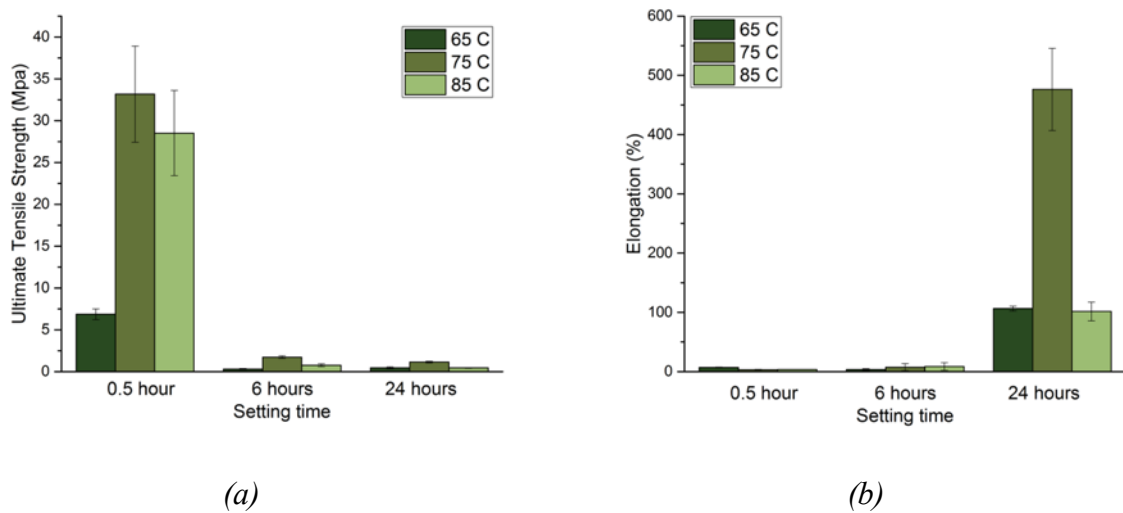 Ultimate Tensile Strength (Mpa)
40
35
30
25
20
15
10
5
0
65 C
75 C
85 C
0.5 hour 6 hours 24 hours
Setting time
(a)
Elongation (%)
600
500
400
300
200
100
0
65 C
75 C
85 C
0.5 hour 6 hours 24 hours
Setting time
(b)